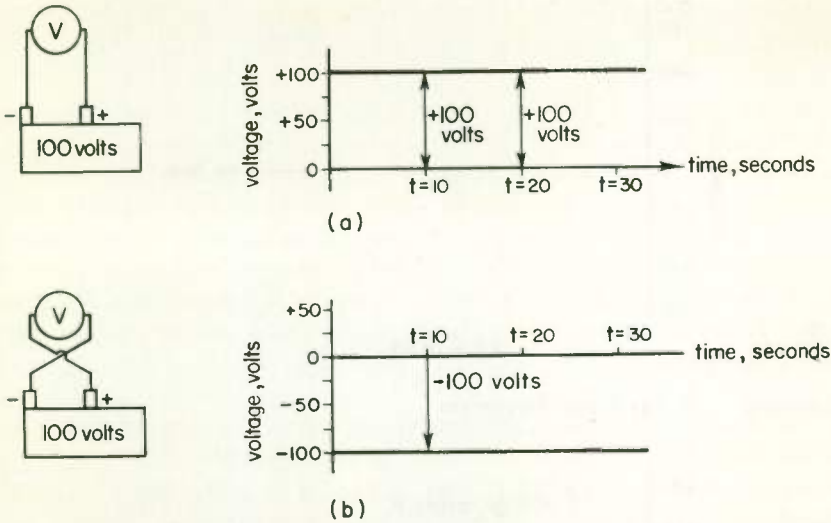 V
- +
100 volts
voltage, volts
+100
+50
0
+100 volts
+100 volts
t=10
t=20
t=30
time, seconds
(a)
V
- +
100 volts
voltage, volts
+50
0
-50
-100
t=10
t=20
t=30
time, seconds
-100 volts
(b)